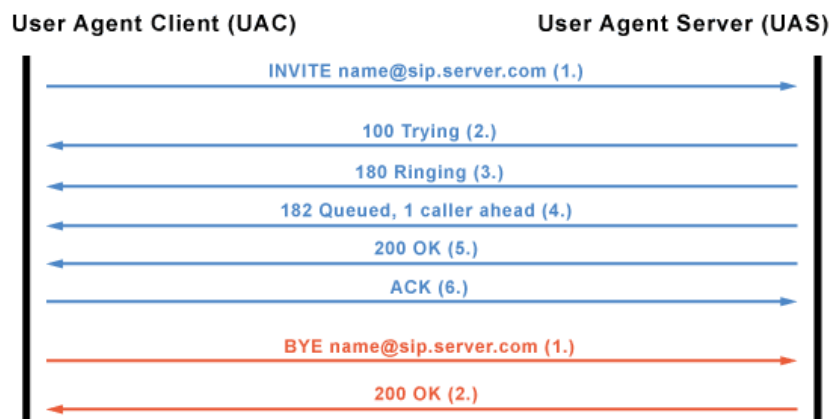 User Agent Client (UAC)
User Agent Server (UAS)
INVITE name@sip.server.com (1.)
100 Trying (2.)
180 Ringing (3.)
182 Queued, 1 caller ahead (4.)
200 OK (5.)
ACK (6.)
BYE name@sip.server.com (1.)
200 OK (2.)